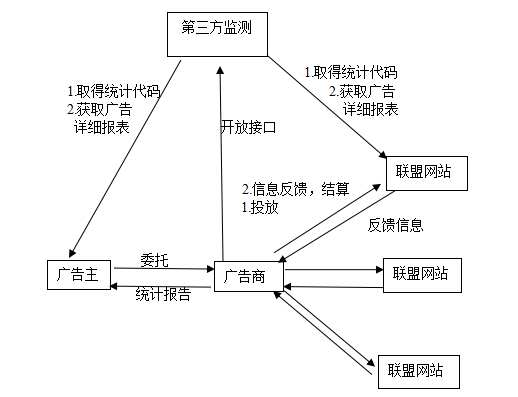 第三方监测
1.取得统计代码
2.获取广告
详细报表
1.取得统计代码
2.获取广告
详细报表
开放接口
联盟网站
2.信息反馈，结算
1.投放
反馈信息
委托
广告主
广告商
联盟网站
统计报告
联盟网站